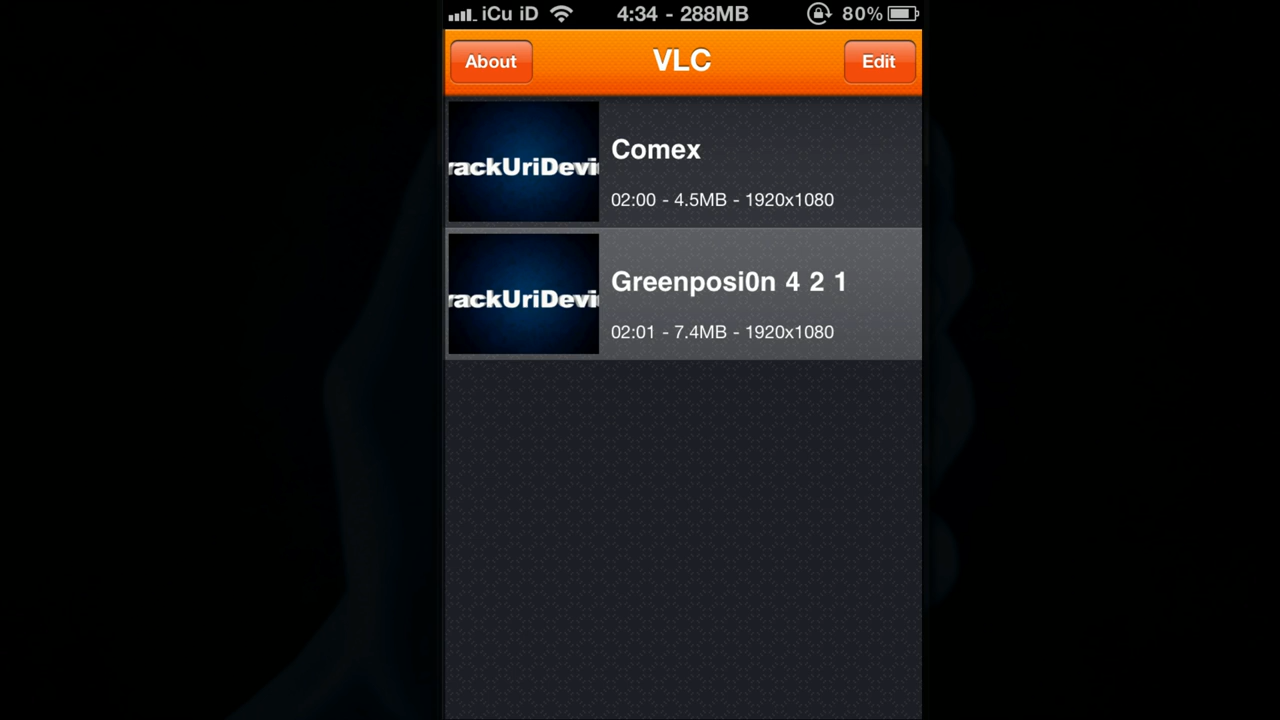 iCu iD 4:34 - 288MB 80%
About VLC Edit
rackUriDevi
Comex
02:00 - 4.5MB - 1920x1080
rackUriDevi
Greenposi0n 4 2 1
02:01 - 7.4MB - 1920x1080